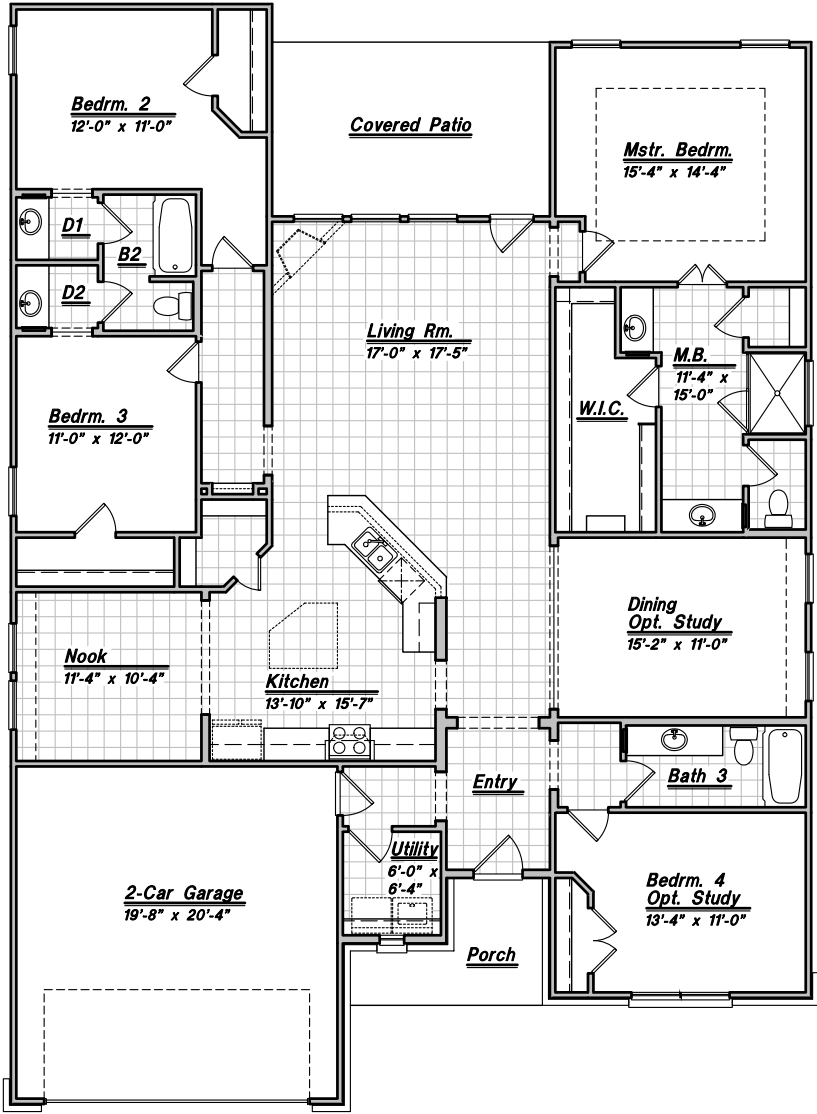 Bedrm. 2
12'-0" x 11'-0"
Covered Patio
Mstr. Bedrm.
15'-4" x 14'-4"
D1
B2
D2
Living Rm.
17'-0" x 17'-5"
M.B.
11'-4" x
15'-0"
W.I.C.
Bedrm. 3
11'-0" x 12'-0"
Dining
Opt. Study
15'-2" x 11'-0"
Nook
11'-4" x 10'-4"
Kitchen
13'-10" x 15'-7"
Entry
Bath 3
Utility
6'-0" x
6'-4"
2-Car Garage
19'-8" x 20'-4"
Bedrm. 4
Opt. Study
13'-4" x 11'-0"
Porch